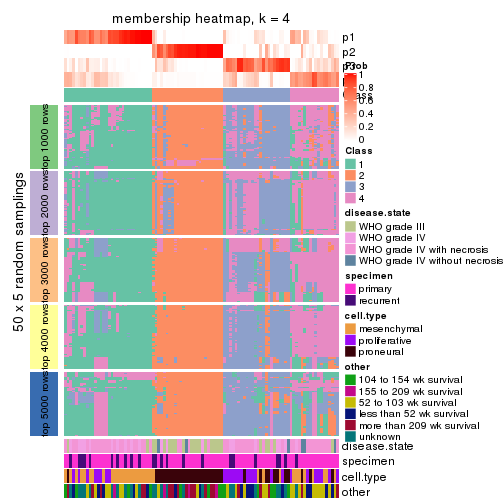 membership heatmap, k = 4
p1
p2
p3
Prob
1
0.8
0.6
0.4
0.2
0
Class
1
2
3
4
disease.state
WHO grade III
WHO grade IV
WHO grade IV with necrosis
WHO grade IV without necrosis
specimen
primary
recurrent
cell.type
mesenchymal
proliferative
proneural
other
104 to 154 wk survival
155 to 209 wk survival
52 to 103 wk survival
less than 52 wk survival
more than 209 wk survival
unknown
50 x 5 random samplings
top 1000 rows
top 2000 rows
top 3000 rows
top 4000 rows
top 5000 rows
disease.state
specimen
cell.type
other